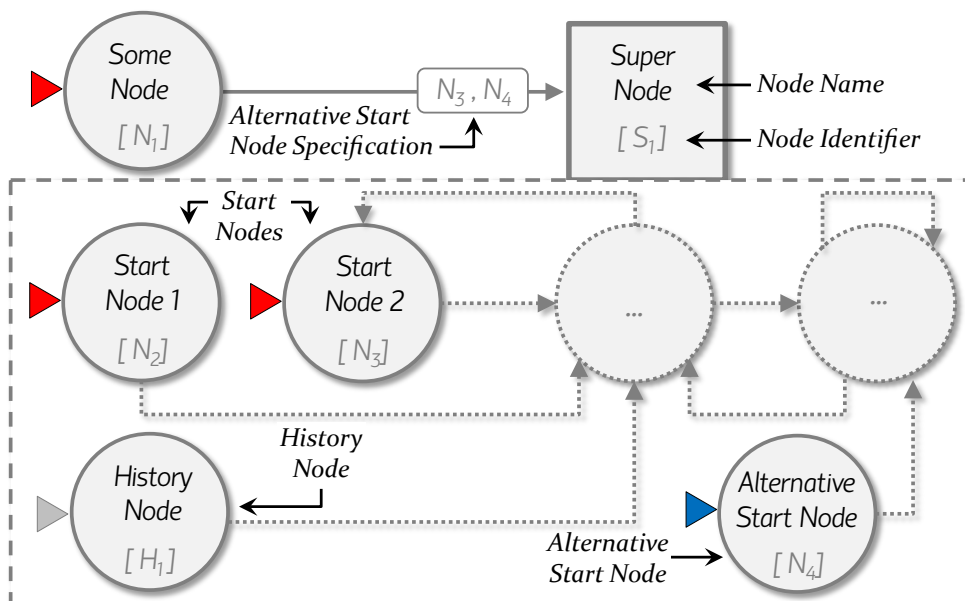 Some
Node
[ N1]
N3 , N4
Super
Node
[ S1 ]
Node Name
Node Identifier
Alternative Start
Node Specification
Start
Nodes
Start
Node 1
[ N2]
Start
Node 2
[ N3]
...
...
History
Node
[ H1 ]
History
Node
Alternative
Start Node
[ N4]
Alternative
Start Node